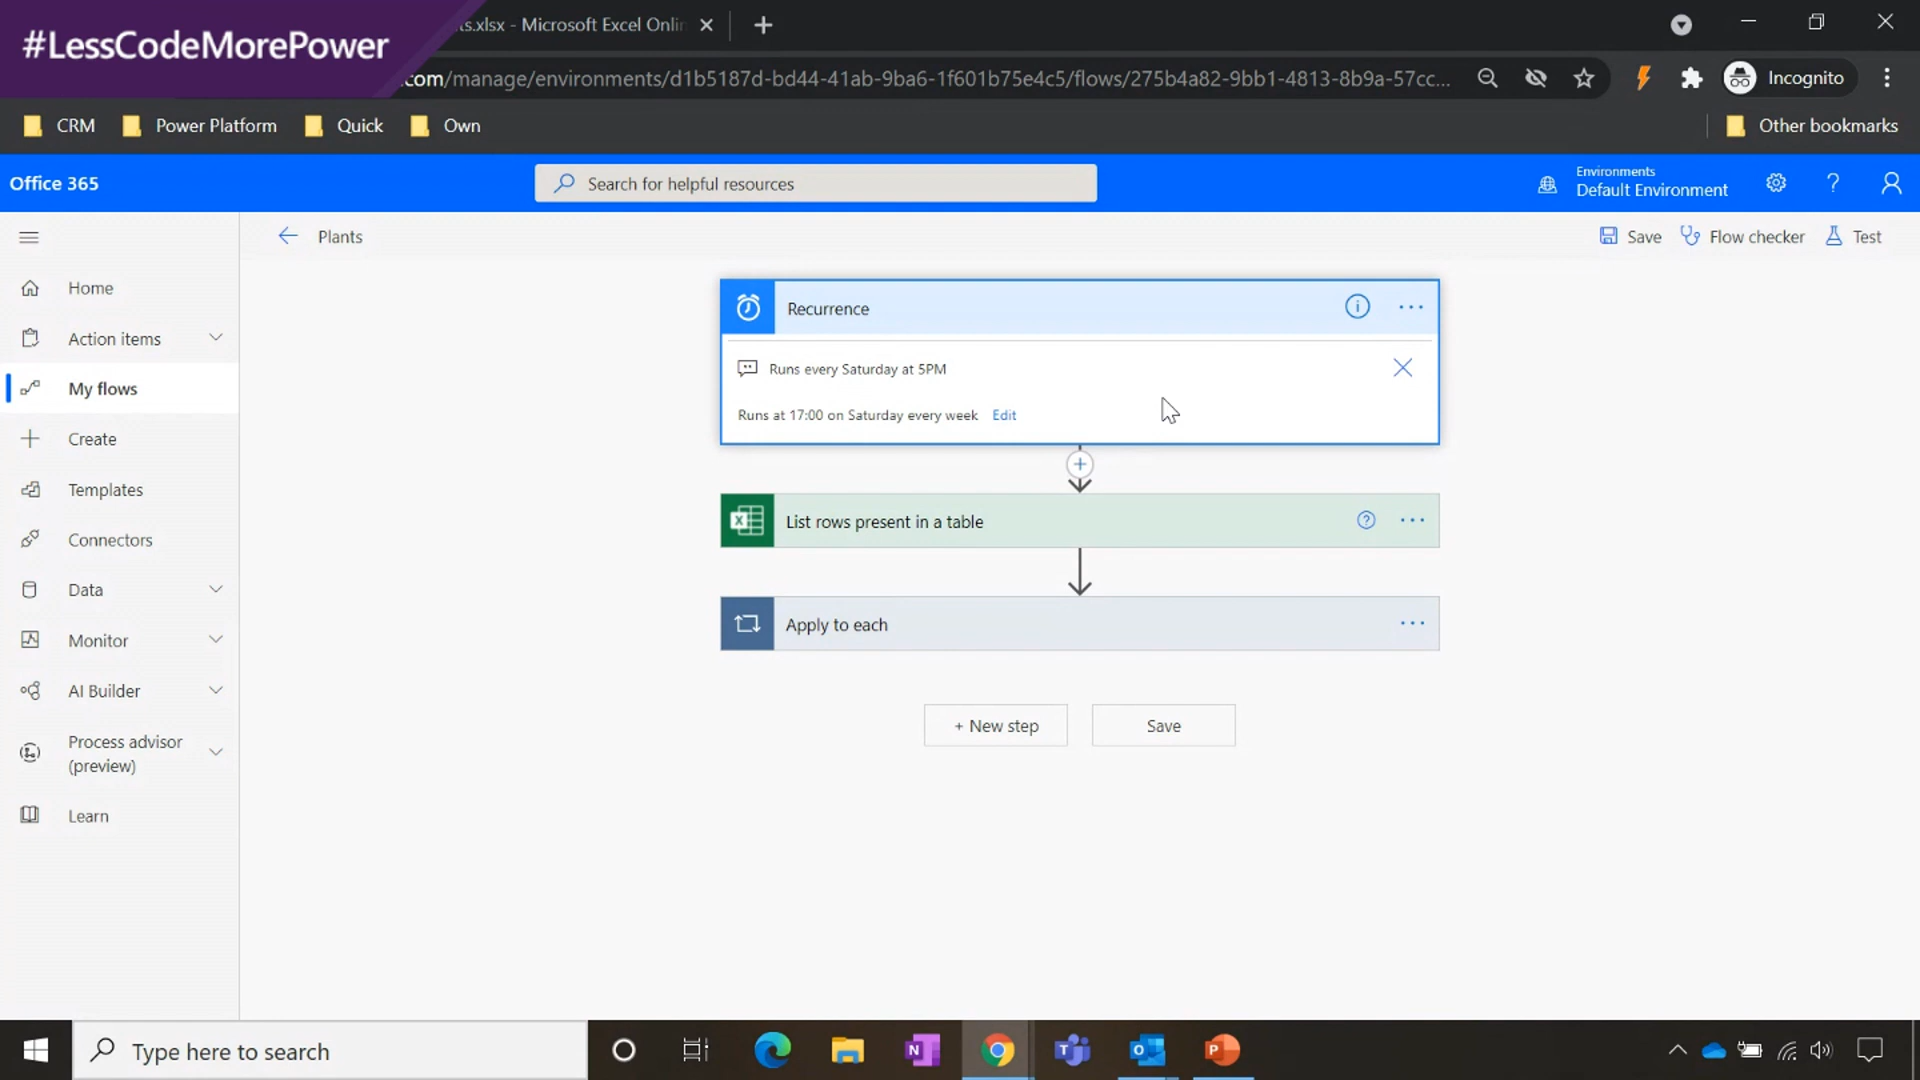 #LessCodeMorePower
ts.xlsx - Microsoft Excel Onlin
.com/manage/environments/d1b5187d-bd44-41ab-9ba6-1f601b75e4c5/flows/275b4a82-9bb1-4813-8b9a-57cc...
Incognito
CRM
Power Platform
Quick
Own
Other bookmarks
Office 365
Search for helpful resources
Environments
Default Environment
Plants
Save
Flow checker
Test
Home
Action items
My flows
Create
Templates
Connectors
Data
Monitor
AI Builder
Process advisor
(preview)
Learn
Recurrence
Runs every Saturday at 5PM
Runs at 17:00 on Saturday every week Edit
List rows present in a table
Apply to each
+ New step
Save
Type here to search